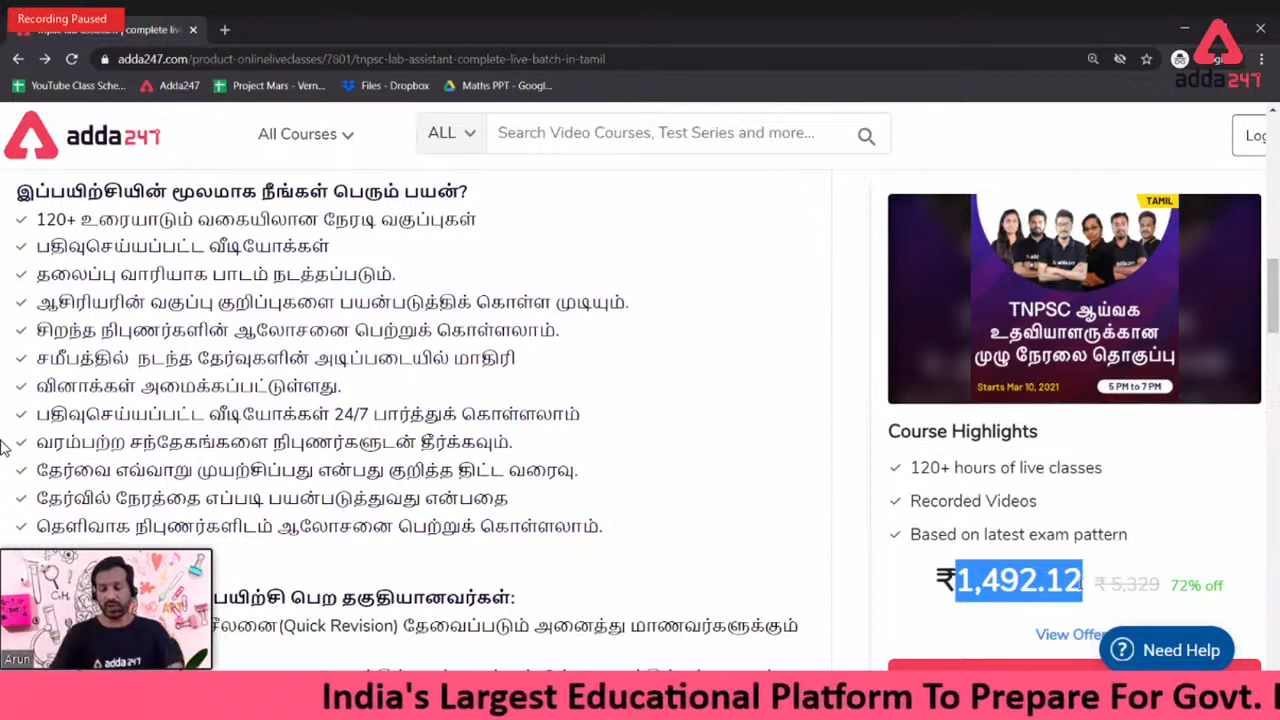 Recording Paused
complete liv
adda247.com/product-onlineliveclasses/7801/tnpsc-lab-assistant-complete-live-batch-in-tamil
YouTube Class Sche...
Adda247
Project Mars - Vern...
Files - Dropbox
Maths PPT - Googl...
adda247
adda247
All Courses
ALL
Search Video Courses, Test Series and more...
Log
இப்பயிற்சியின் மூலமாக நீங்கள் பெரும் பயன்?
120+ உரையாடும் வகையிலான நேரடி வகுப்புகள்
பதிவுசெய்யப்பட்ட வீடியோக்கள்
தலைப்பு வாரியாக பாடம் நடத்தப்படும்.
ஆசிரியரின் வகுப்பு குறிப்புகளை பயன்படுத்திக் கொள்ள முடியும்.
சிறந்த நிபுணர்களின் ஆலோசனை பெற்றுக் கொள்ளலாம்.
சமீபத்தில் நடந்த தேர்வுகளின் அடிப்படையில் மாதிரி
வினாக்கள் அமைக்கப்பட்டுள்ளது.
பதிவுசெய்யப்பட்ட வீடியோக்கள் 24/7 பார்த்துக் கொள்ளலாம்
வரம்பற்ற சந்தேகங்களை நிபுணர்களுடன் தீர்க்கவும்.
தேர்வை எவ்வாறு முயற்சிப்பது என்பது குறித்த திட்ட வரைவு.
தேர்வில் நேரத்தை எப்படி பயன்படுத்துவது என்பதை
தெளிவாக நிபுணர்களிடம் ஆலோசனை பெற்றுக் கொள்ளலாம்.
பயிற்சி பெற தகுதியானவர்கள்:
சீலனை(Quick Revision) தேவைப்படும் அனைத்து மாணவர்களுக்கும்
TAMIL
TNPSC ஆய்வக
உதவியாளருக்கான
முழு நேரலை தொகுப்பு
Starts Mar 10, 2021
5 PM to 7 PM
Course Highlights
120+ hours of live classes
Recorded Videos
Based on latest exam pattern
₹1,492.12 ₹ 5,329 72% off
View Offer
Need Help
Arun
adda247
India's Largest Educational Platform To Prepare For Govt.